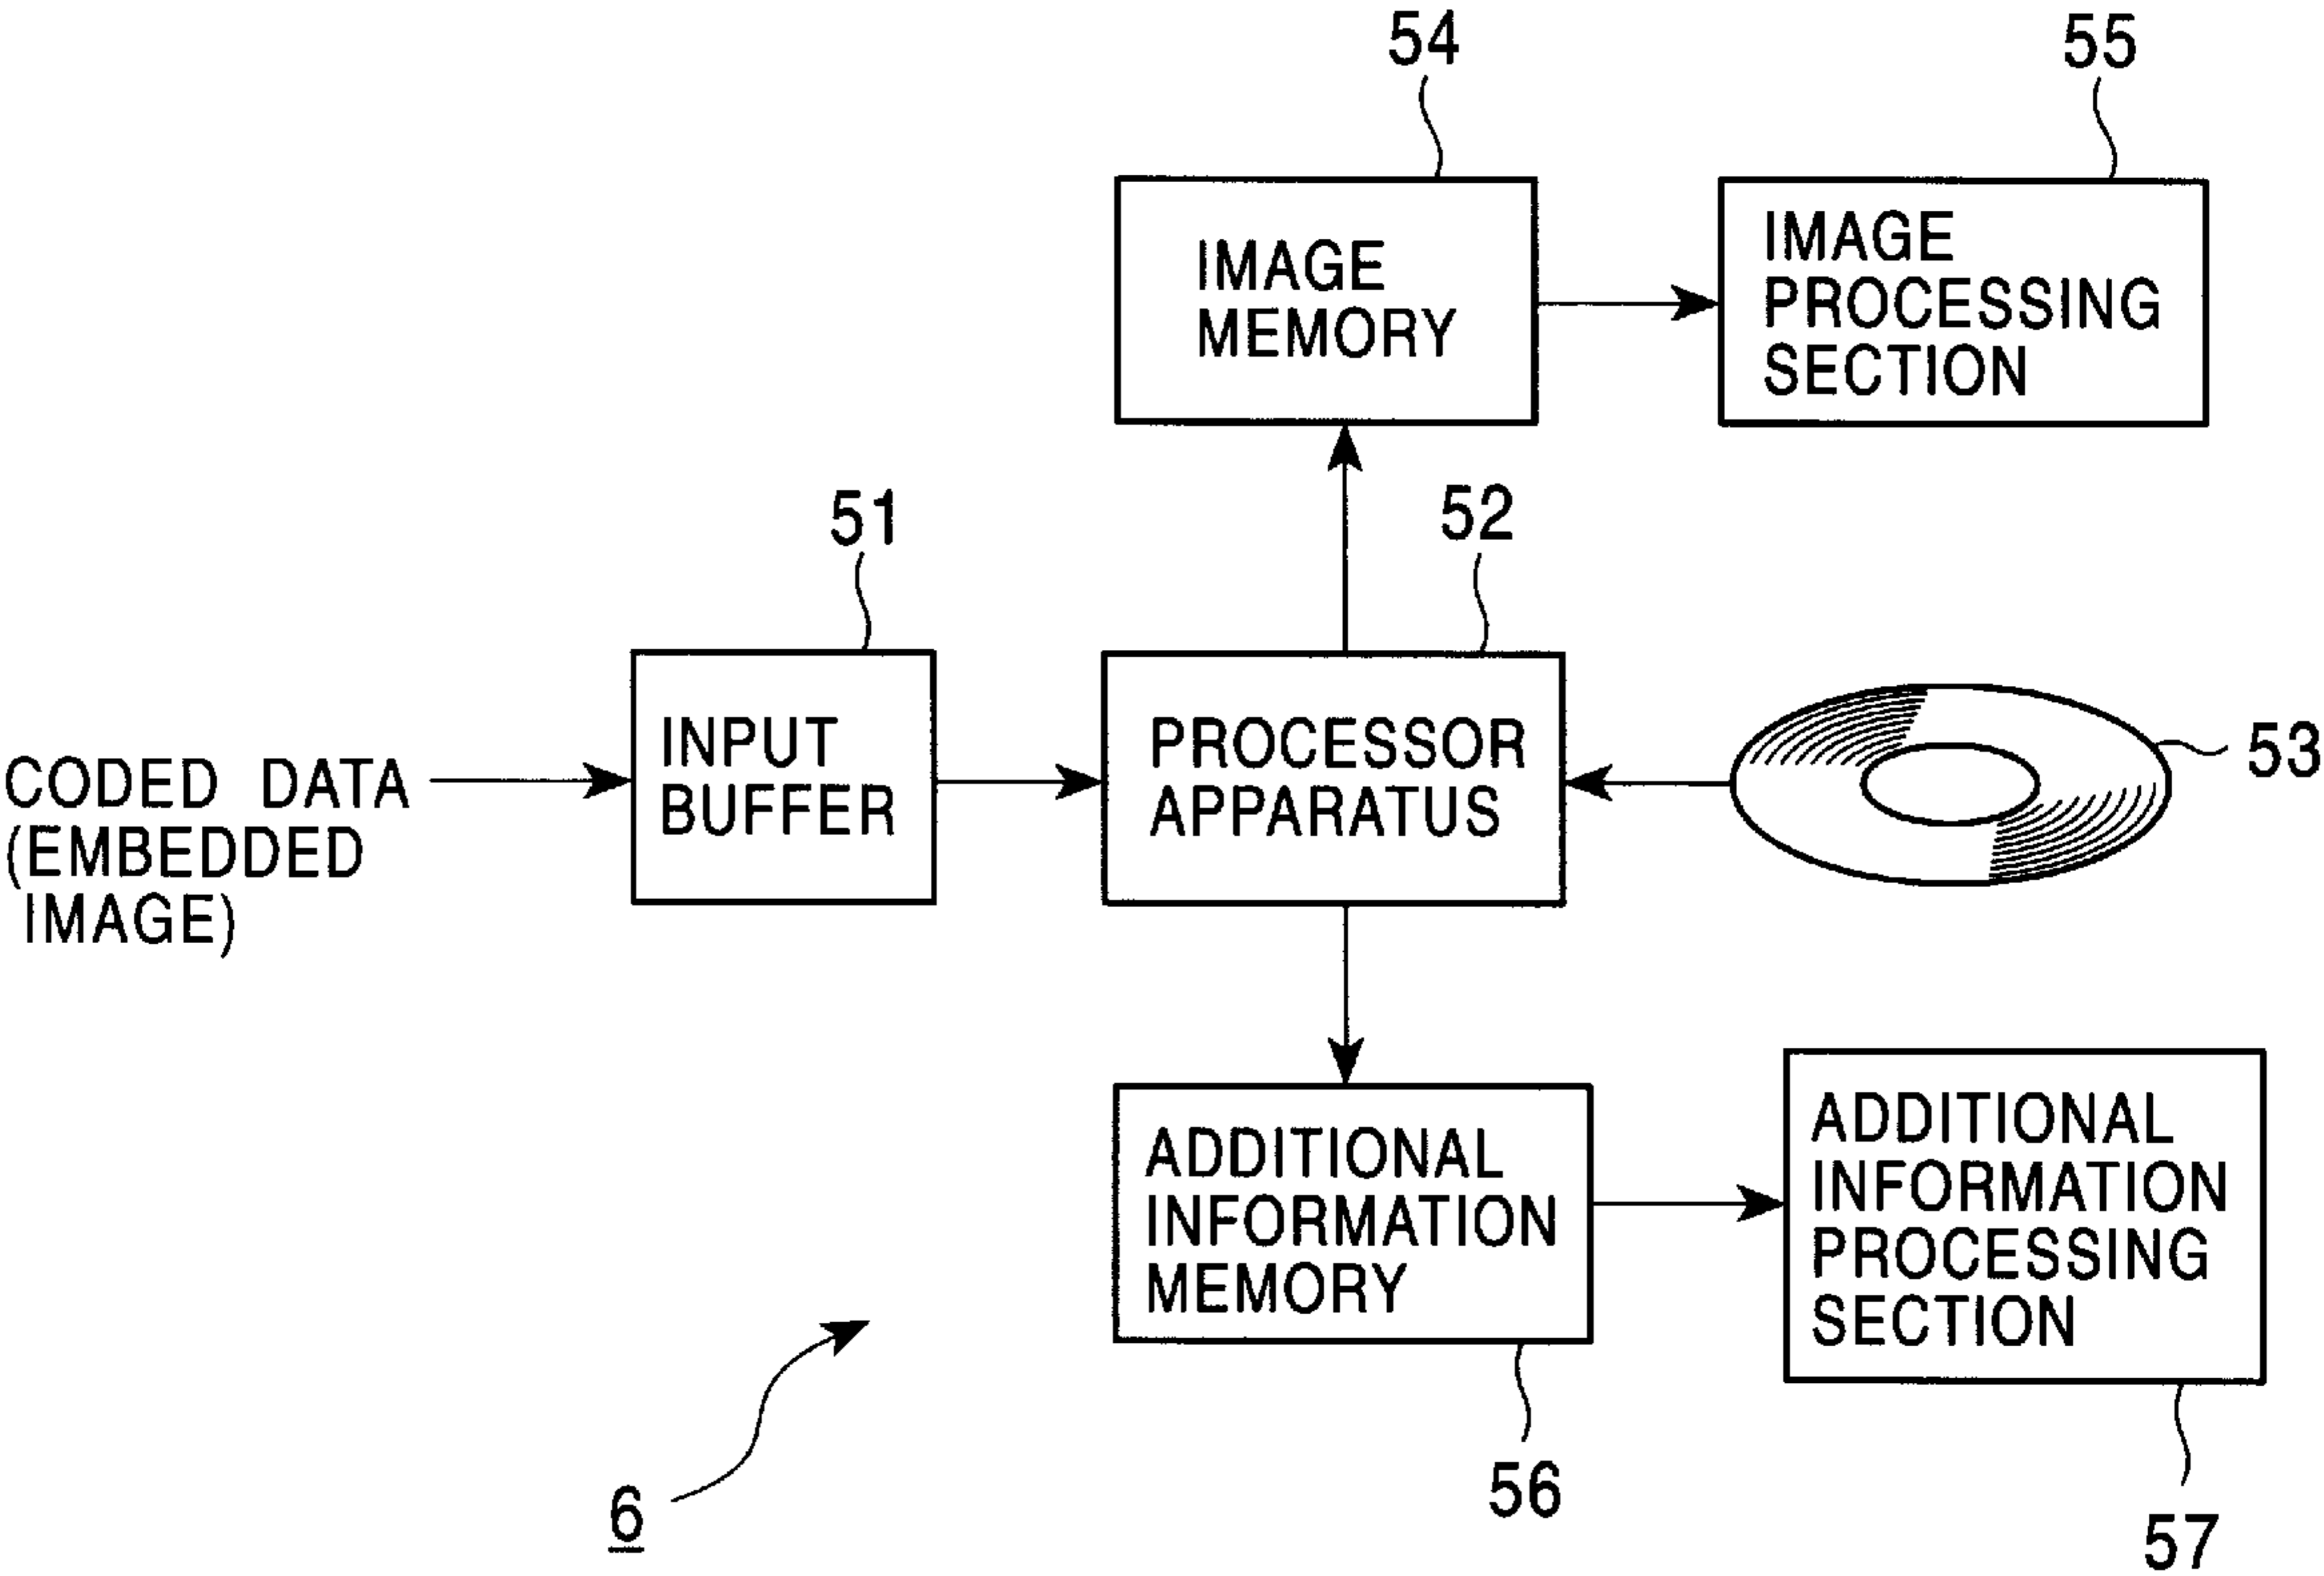 54
55
IMAGE
MEMORY
IMAGE
PROCESSING
SECTION
51
52
INPUT
BUFFER
PROCESSOR
APPARATUS
53
CODED DATA
(EMBEDDED
IMAGE)
ADDITIONAL
INFORMATION
MEMORY
ADDITIONAL
INFORMATION
PROCESSING
SECTION
6
56
57